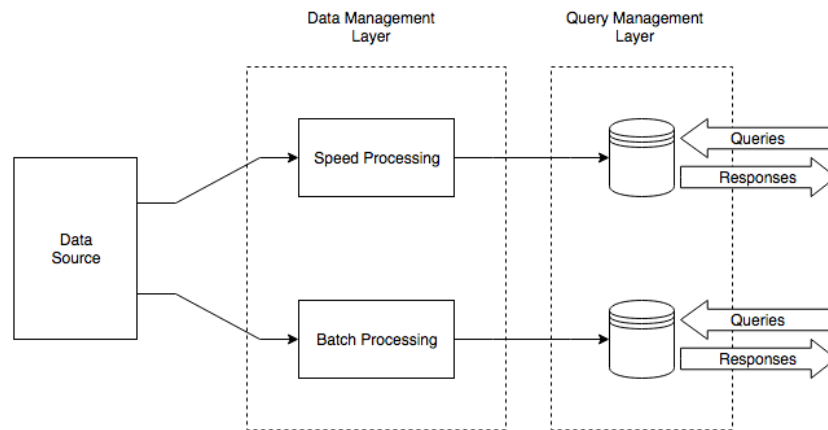 Data Management
Layer
Query Management
Layer
Speed Processing
Queries
Responses
Data
Source
Batch Processing
Queries
Responses